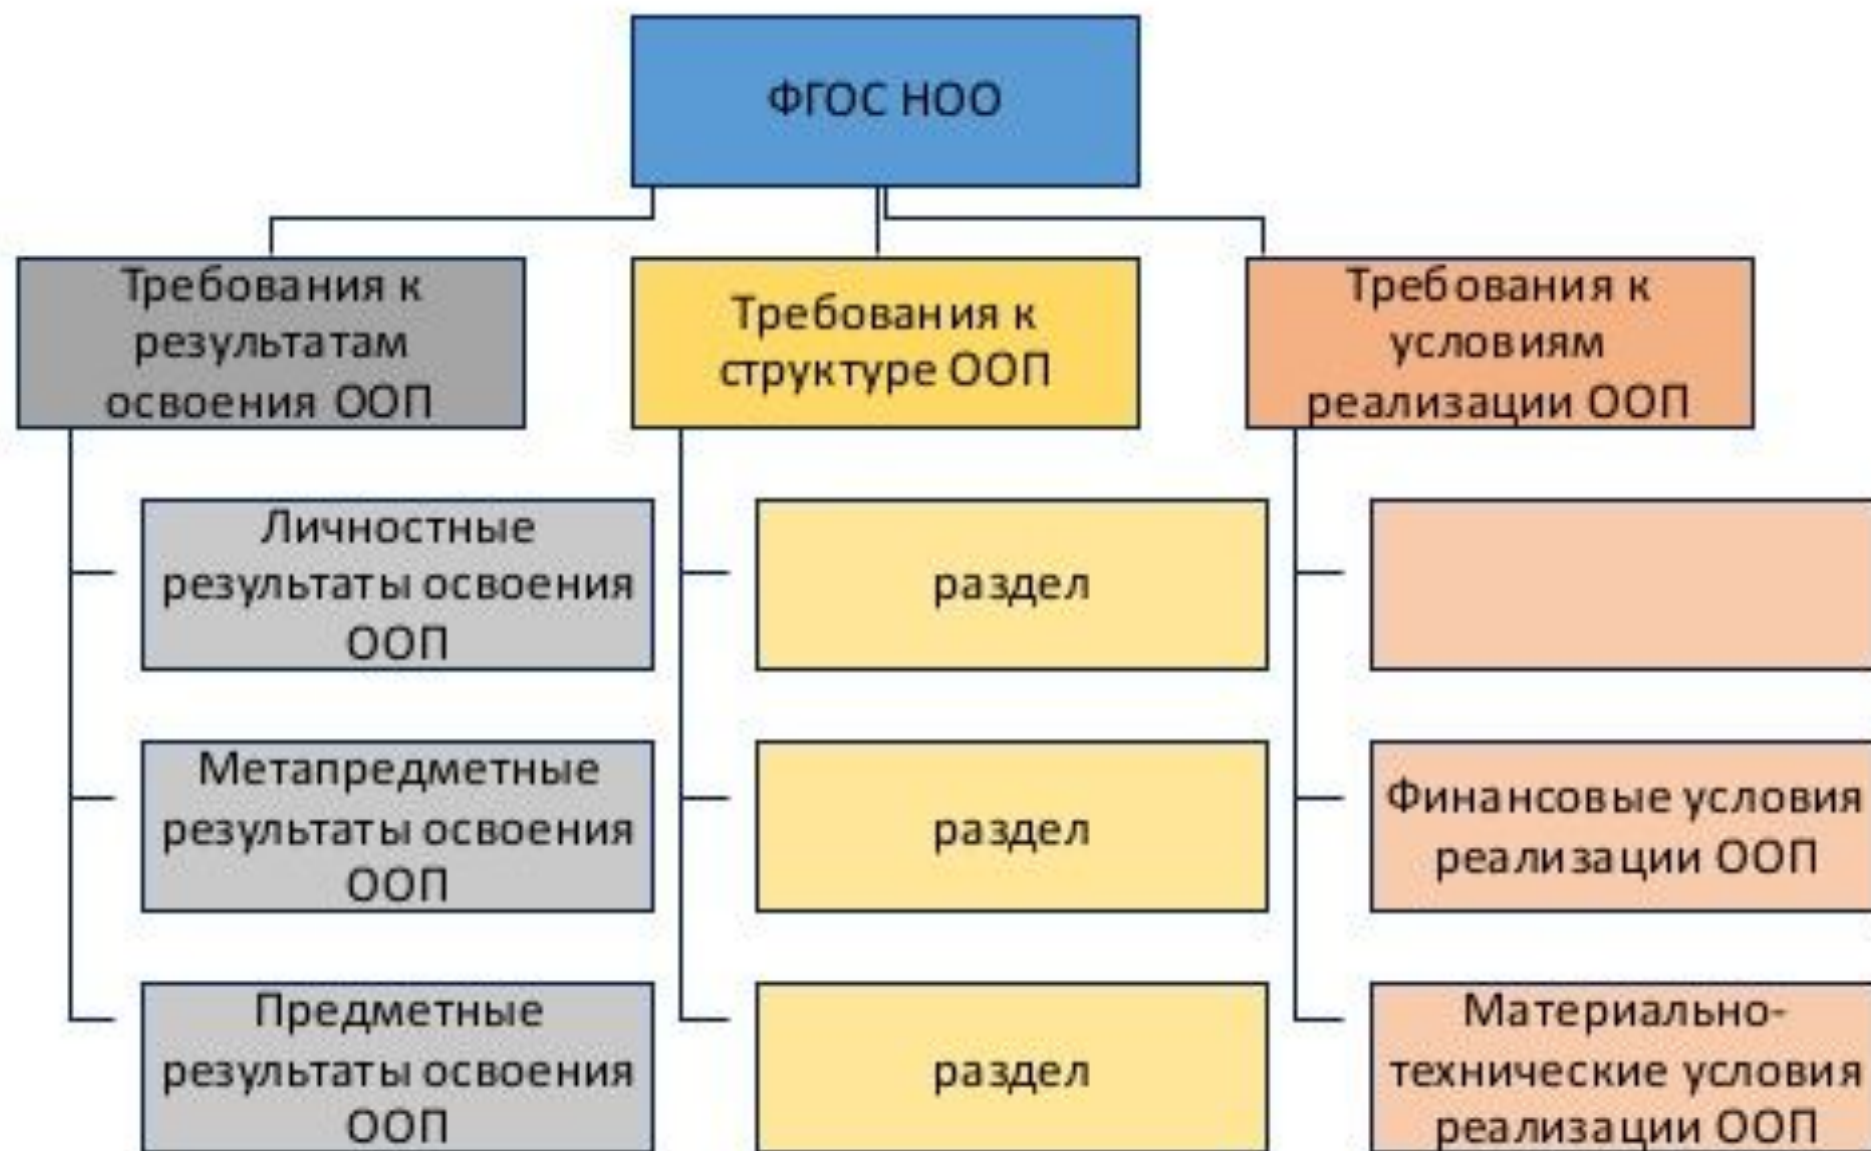 ФГОС НОО
Требования к
результатам
освоения ООП
Личностные
результаты освоения
ООП
Метапредметные
результаты освоения
ООП
Предметные
результаты освоения
ООП
Требования к
структуре ООП
раздел
раздел
раздел
Требования к
условиям
реализации ООП
Финансовые условия
реализации ООП
Материально-
технические условия
реализации ООП